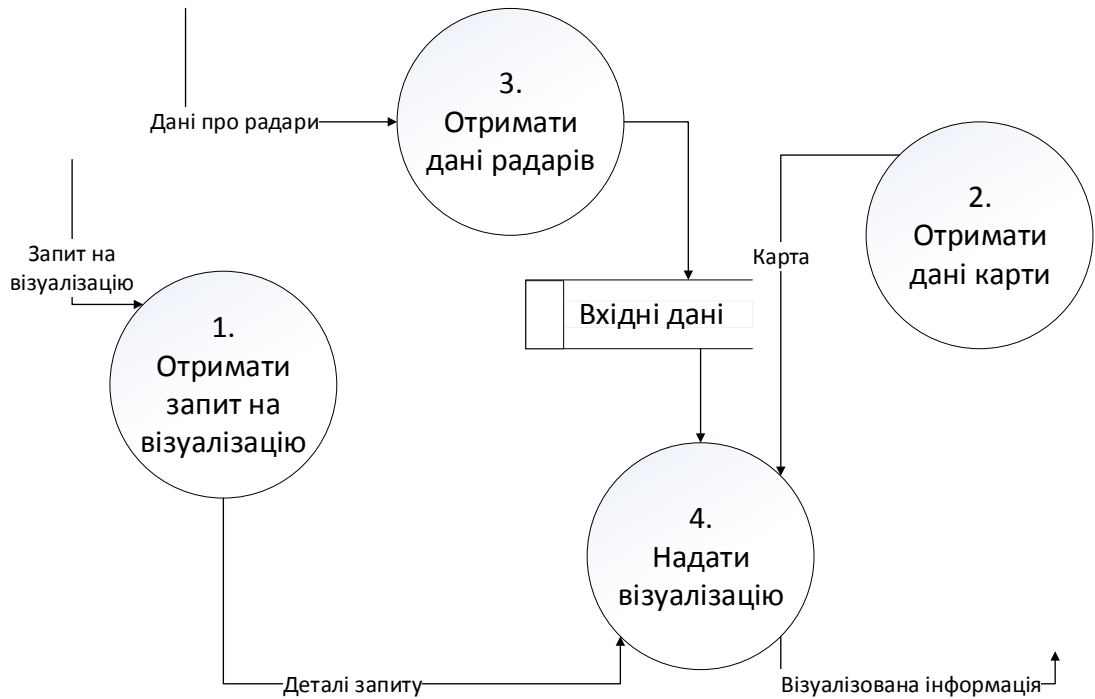 3.
Отримати
дані радарів
Дані про радари
2.
Отримати
дані карти
Запит на
візуалізацію
Карта
Вхідні дані
1.
Отримати
запит на
візуалізацію
4.
Надати
візуалізацію
Деталі запиту
Візуалізована інформація